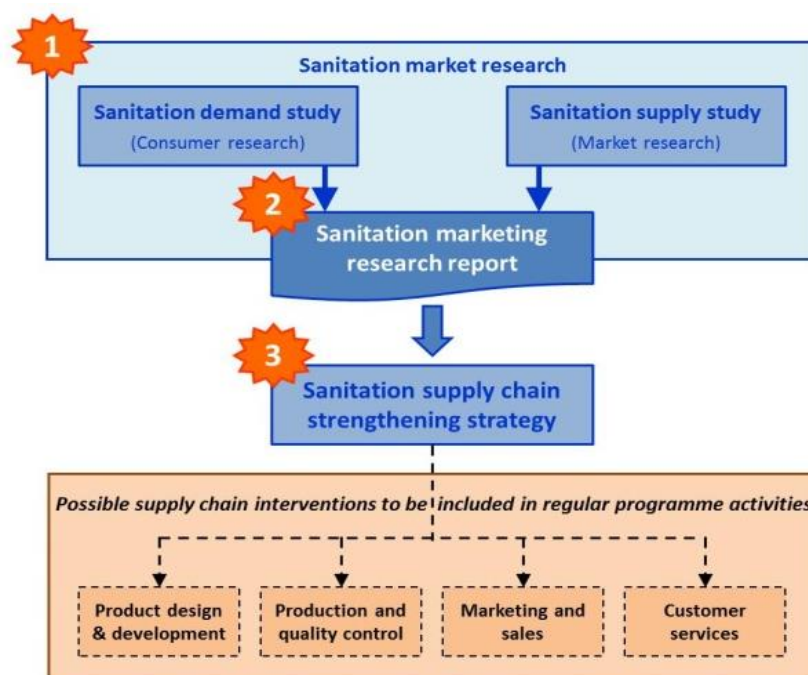 1
Sanitation market research
Sanitation demand study
(Consumer research)
Sanitation supply study
(Market research)
2
Sanitation marketing
research report
3
Sanitation supply chain
strengthening strategy
Possible supply chain interventions to be included in regular programme activities
Product design
& development
Production and
quality control
Marketing and
sales
Customer
services